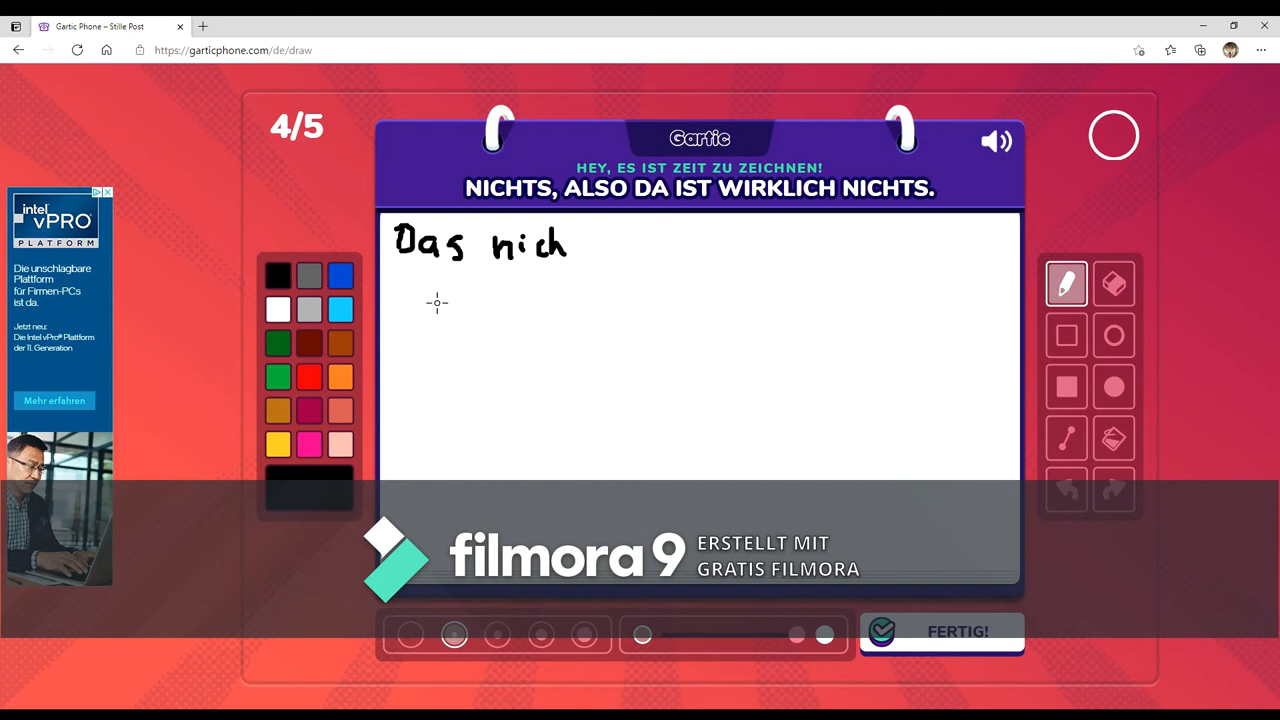 Gartic Phone – Stille Post
https://garticphone.com/de/draw
4/5
Gartic
HEY, ES IST ZEIT ZU ZEICHNEN!
NICHTS, ALSO DA IST WIRKLICH NICHTS.
Das nich
intel
vPRO
PLATFORM
Die unschlagbare
Plattform
für Firmen-PCs
ist da.
Jetzt neu:
Die Intel vPro® Plattform
der 11. Generation
Mehr erfahren
filmora 9
ERSTELLT MIT
GRATIS FILMORA
FERTIG!